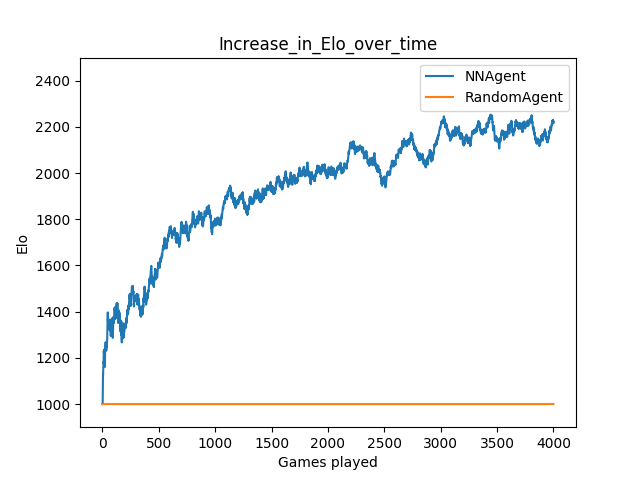 Increase_in_Elo_over_time
NNAgent
RandomAgent
2400
2200
2000
1800
1600
1400
1200
1000
Elo
0 500 1000 1500 2000 2500 3000 3500 4000
Games played